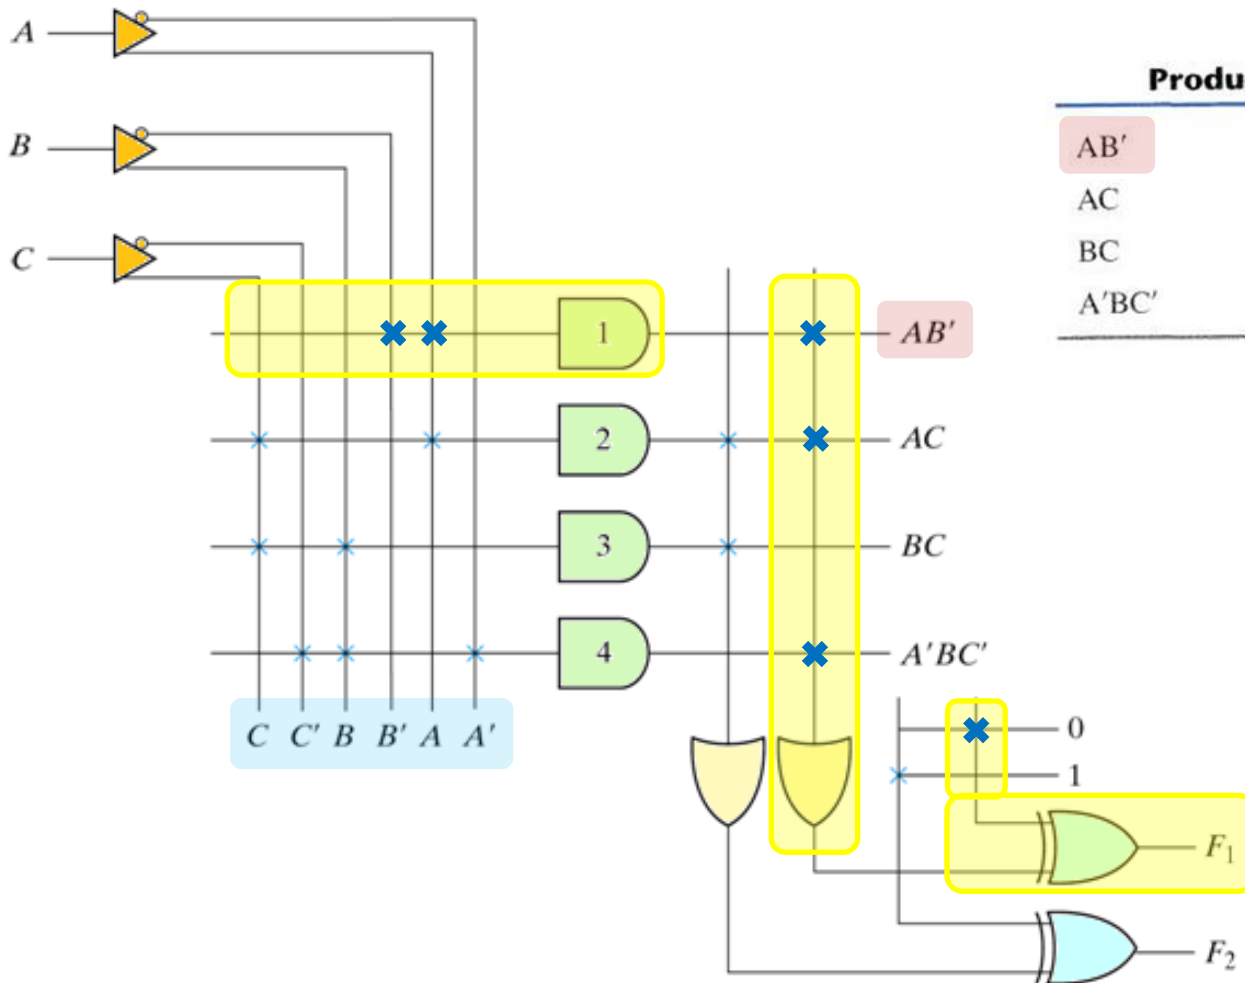 A
B
C
Produ
AB′
AC
BC
A′BC′
1
AB′
2
AC
3
BC
4
A′BC′
C C′ B B′ A A′
0
1
F₁
F₂